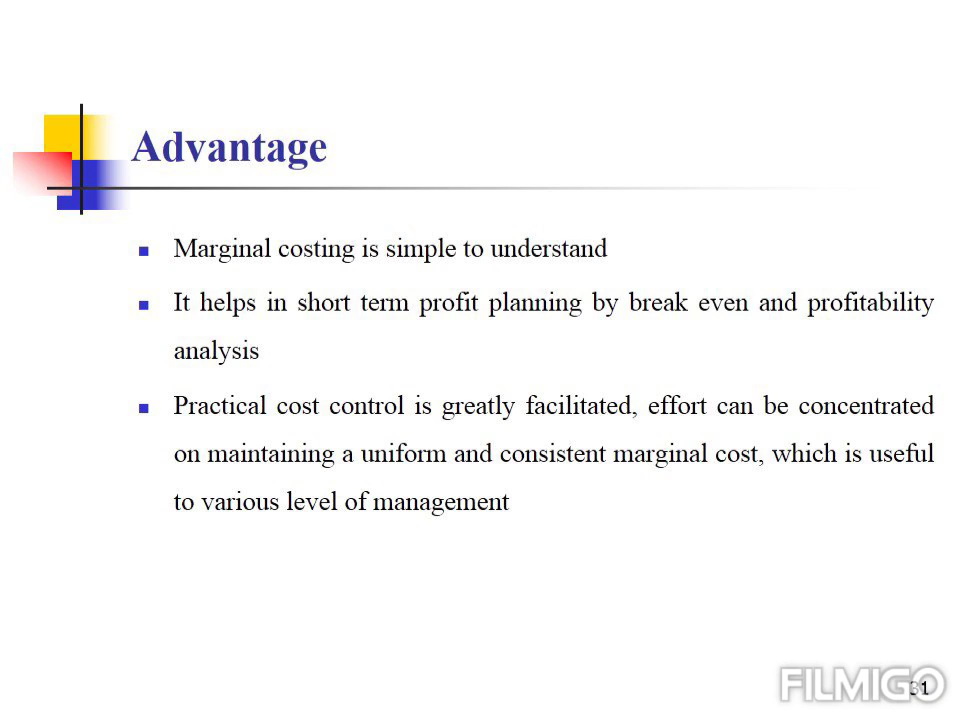 Advantage
Marginal costing is simple to understand
It helps in short term profit planning by break even and profitability
analysis
Practical cost control is greatly facilitated, effort can be concentrated
on maintaining a uniform and consistent marginal cost, which is useful
to various level of management
FILMIGO
31